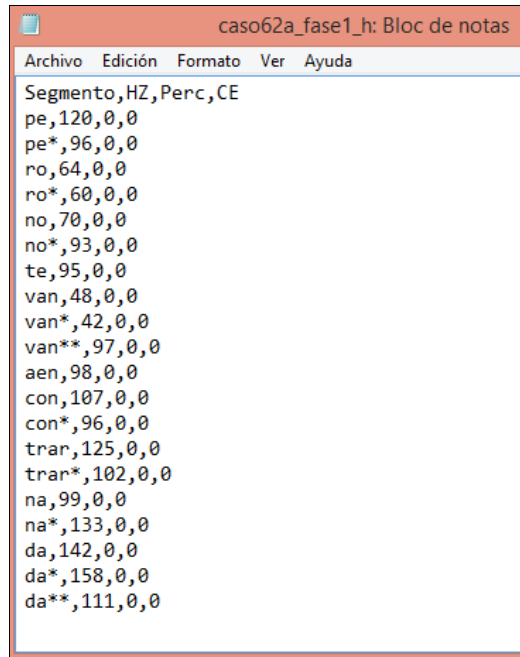 caso62a_fase1_h: Bloc de notas
Archivo Edición Formato Ver Ayuda
Segmento,HZ,Perc,CE
pe,120,0,0
pe*,96,0,0
ro,64,0,0
ro*,60,0,0
no,70,0,0
no*,93,0,0
te,95,0,0
van,48,0,0
van*,42,0,0
van**,97,0,0
aen,98,0,0
con,107,0,0
con*,96,0,0
trar,125,0,0
trar*,102,0,0
na,99,0,0
na*,133,0,0
da,142,0,0
da*,158,0,0
da**,111,0,0